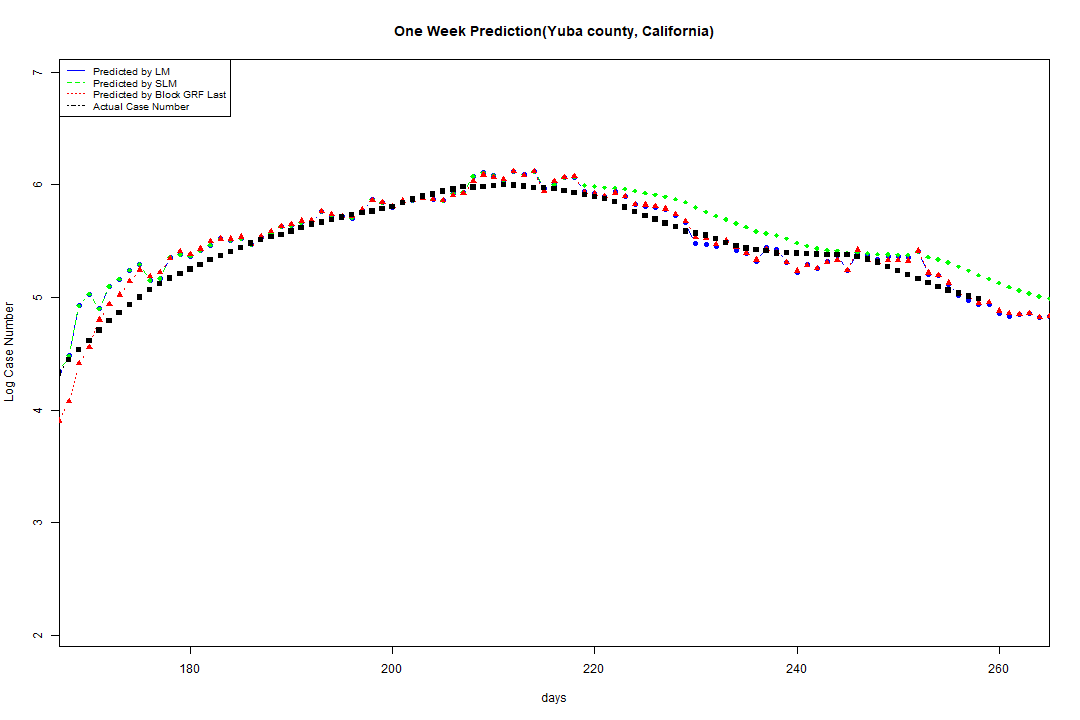 One Week Prediction(Yuba county, California)
Predicted by LM
Predicted by SLM
Predicted by Block GRF Last
Actual Case Number
7
6
5
4
3
2
Log Case Number
180 200 220 240 260
days